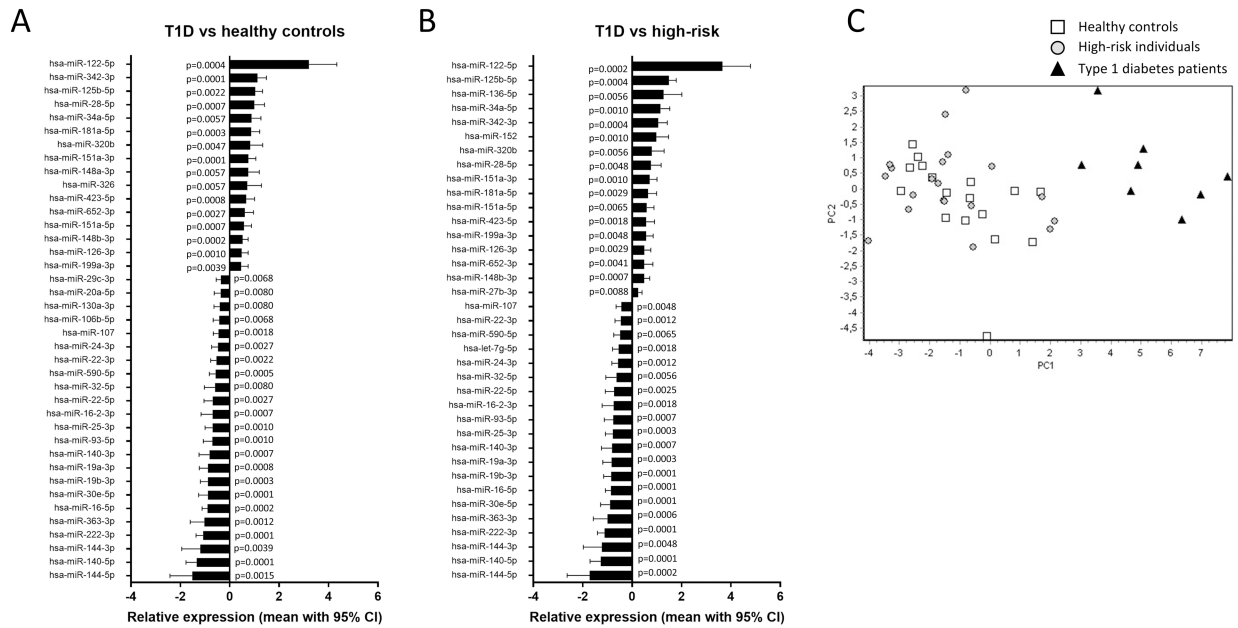 A
T1D vs healthy controls
hsa-miR-122-5p p=0.0004
hsa-miR-342-3p p=0.0001
hsa-miR-125b-5p p=0.0022
hsa-miR-28-5p p=0.0007
hsa-miR-34a-5p p=0.0057
hsa-miR-181a-5p p=0.0003
hsa-miR-320b p=0.0047
hsa-miR-151a-3p p=0.0001
hsa-miR-148a-3p p=0.0057
hsa-miR-326 p=0.0057
hsa-miR-423-5p p=0.0008
hsa-miR-652-3p p=0.0027
hsa-miR-151a-5p p=0.0007
hsa-miR-148b-3p p=0.0002
hsa-miR-126-3p p=0.0010
hsa-miR-199a-3p p=0.0039
hsa-miR-29c-3p p=0.0068
hsa-miR-20a-5p p=0.0080
hsa-miR-130a-3p p=0.0080
hsa-miR-106b-5p p=0.0068
hsa-miR-107 p=0.0018
hsa-miR-24-3p p=0.0027
hsa-miR-22-3p p=0.0022
hsa-miR-590-5p p=0.0005
hsa-miR-32-5p p=0.0080
hsa-miR-22-5p p=0.0027
hsa-miR-16-2-3p p=0.0007
hsa-miR-25-3p p=0.0010
hsa-miR-93-5p p=0.0010
hsa-miR-140-3p p=0.0007
hsa-miR-19a-3p p=0.0008
hsa-miR-19b-3p p=0.0003
hsa-miR-30e-5p p=0.0001
hsa-miR-16-5p p=0.0002
hsa-miR-363-3p p=0.0012
hsa-miR-222-3p p=0.0001
hsa-miR-144-3p p=0.0039
hsa-miR-140-5p p=0.0001
hsa-miR-144-5p p=0.0015
-4 -2 0 2 4 6
Relative expression (mean with 95% CI)
B
T1D vs high-risk
hsa-miR-122-5p p=0.0002
hsa-miR-125b-5p p=0.0004
hsa-miR-136-5p p=0.0056
hsa-miR-34a-5p p=0.0010
hsa-miR-342-3p p=0.0004
hsa-miR-152 p=0.0010
hsa-miR-320b p=0.0056
hsa-miR-28-5p p=0.0048
hsa-miR-151a-3p p=0.0010
hsa-miR-181a-5p p=0.0029
hsa-miR-151a-5p p=0.0065
hsa-miR-423-5p p=0.0018
hsa-miR-199a-3p p=0.0048
hsa-miR-126-3p p=0.0029
hsa-miR-652-3p p=0.0041
hsa-miR-148b-3p p=0.0007
hsa-miR-27b-3p p=0.0088
hsa-miR-107 p=0.0048
hsa-miR-22-3p p=0.0012
hsa-miR-590-5p p=0.0065
hsa-let-7g-5p p=0.0018
hsa-miR-24-3p p=0.0012
hsa-miR-32-5p p=0.0056
hsa-miR-22-5p p=0.0025
hsa-miR-16-2-3p p=0.0018
hsa-miR-93-5p p=0.0007
hsa-miR-25-3p p=0.0003
hsa-miR-140-3p p=0.0007
hsa-miR-19a-3p p=0.0003
hsa-miR-19b-3p p=0.0001
hsa-miR-16-5p p=0.0001
hsa-miR-30e-5p p=0.0001
hsa-miR-363-3p p=0.0006
hsa-miR-222-3p p=0.0001
hsa-miR-144-3p p=0.0048
hsa-miR-140-5p p=0.0001
hsa-miR-144-5p p=0.0002
-4 -2 0 2 4 6
Relative expression (mean with 95% CI)
C
Healthy controls
High-risk individuals
Type 1 diabetes patients
3
2,5
2
1,5
1
0,5
0
-0,5
-1
-1,5
-2
-2,5
-3
-3,5
-4
-4,5
PC2
-4 -3 -2 -1 0 1 2 3 4 5 6 7
PC1